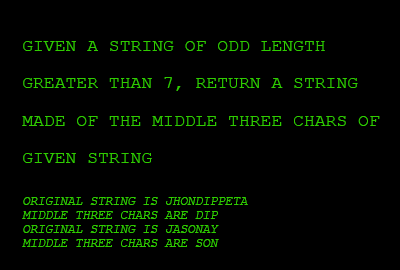 GIVEN A STRING OF ODD LENGTH
GREATER THAN 7, RETURN A STRING
MADE OF THE MIDDLE THREE CHARS OF
GIVEN STRING
ORIGINAL STRING IS JHONDIPPETA
MIDDLE THREE CHARS ARE DIP
ORIGINAL STRING IS JASONAY
MIDDLE THREE CHARS ARE SON